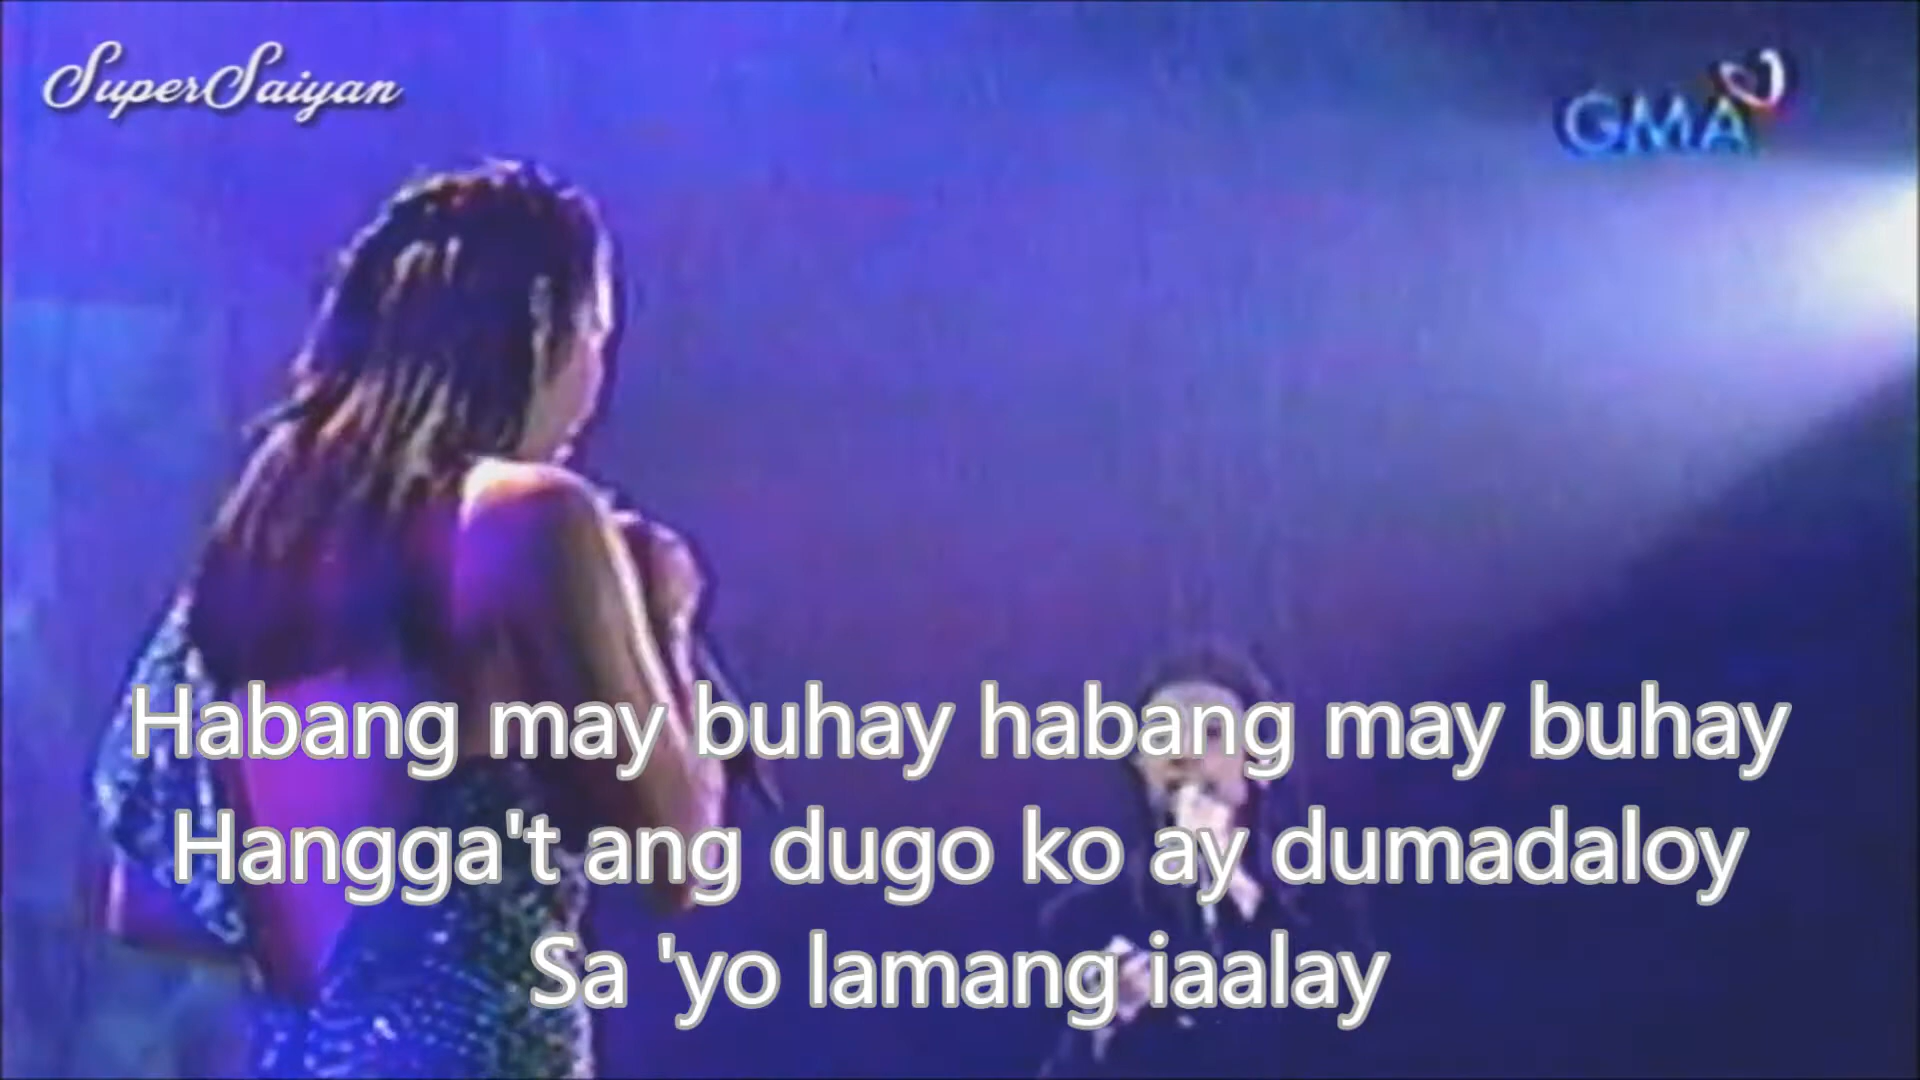 SuperSaiyan
GMA
Habang may buhay habang may buhay
Hangga't ang dugo ko ay dumadaloy
Sa 'yo lamang iaalay